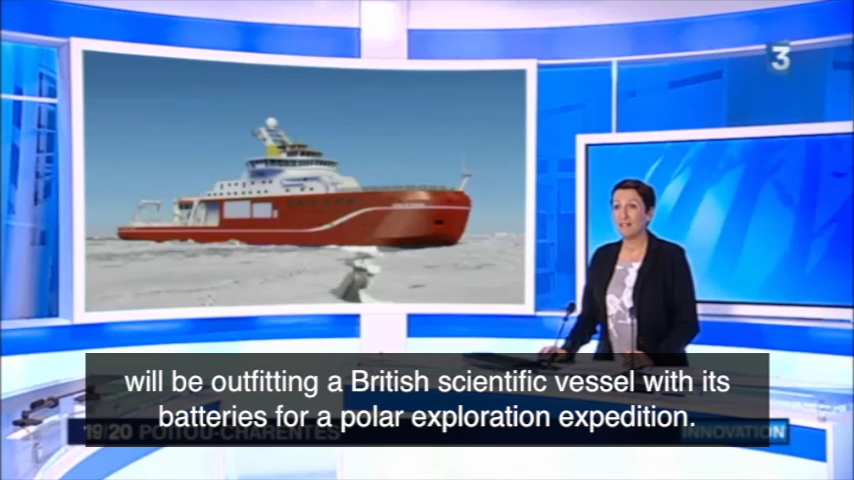 3
will be outfitting a British scientific vessel with its
batteries for a polar exploration expedition.
19:20 POITOU-CHARENTES
INNOVATION